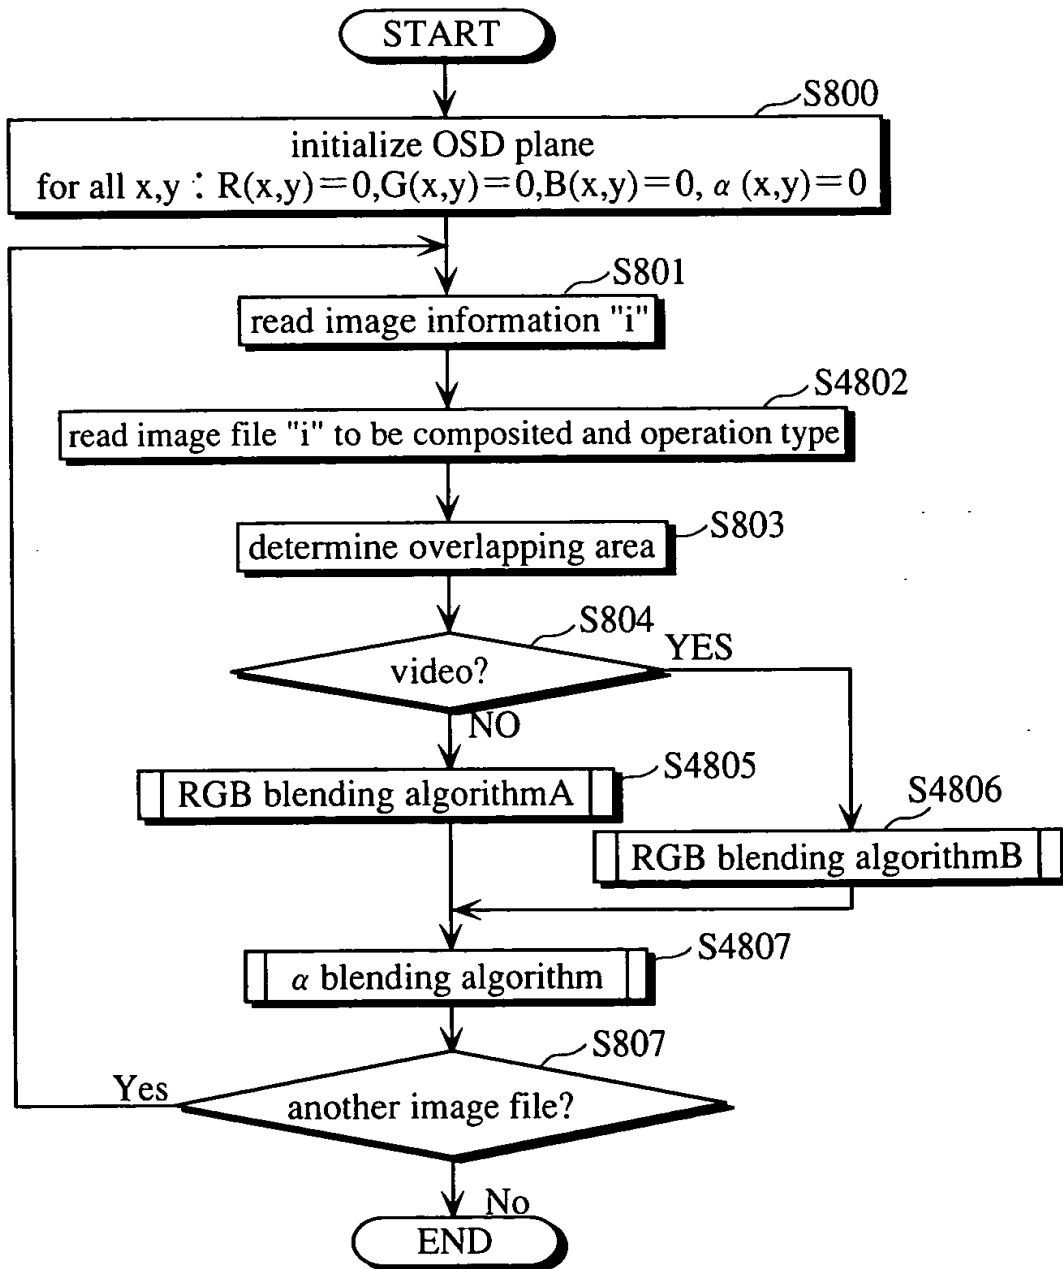 START
S800
initialize OSD plane
for all x,y : R(x,y)=0,G(x,y)=0,B(x,y)=0, α (x,y)=0
S801
read image information "i"
S4802
read image file "i" to be composited and operation type
S803
determine overlapping area
S804
video?
YES
NO
S4805
RGB blending algorithmA
S4806
RGB blending algorithmB
S4807
α blending algorithm
S807
Yes
another image file?
No
END